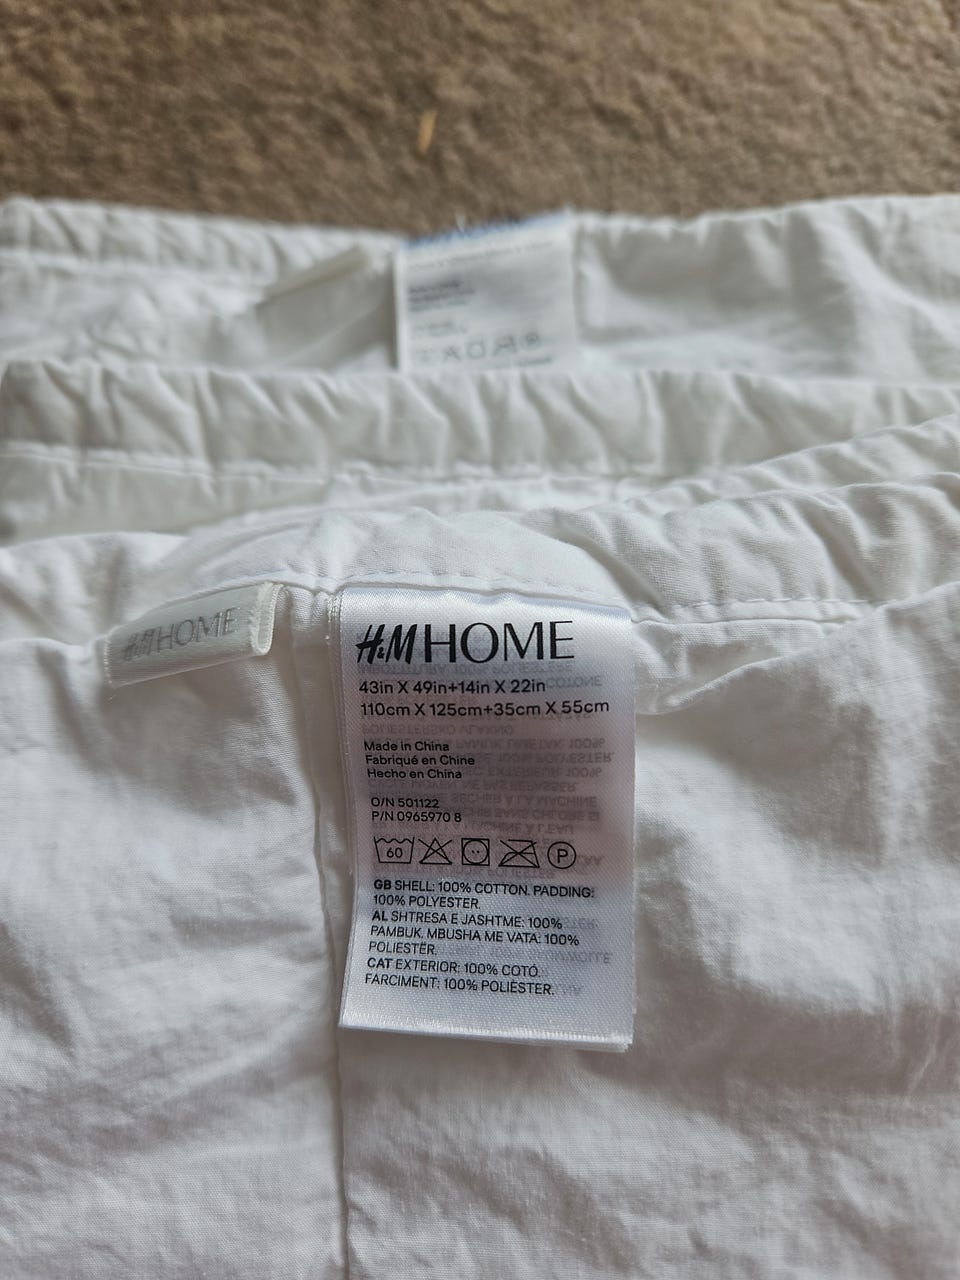 H&M HOME
H&M HOME
43in X 49in+14in X 22in
110cm X 125cm+35cm X 55cm
Made in China
Fabriqué en Chine
Hecho en China
O/N 501122
P/N 0965970 8
60
P
GB SHELL: 100% COTTON. PADDING:
100% POLYESTER.
AL SHTRESA E JASHTME: 100%
PAMBUK. MBUSHA ME VATA: 100%
POLIESTËR.
CAT EXTERIOR: 100% COTÓ.
FARCIMENT: 100% POLIÈSTER.